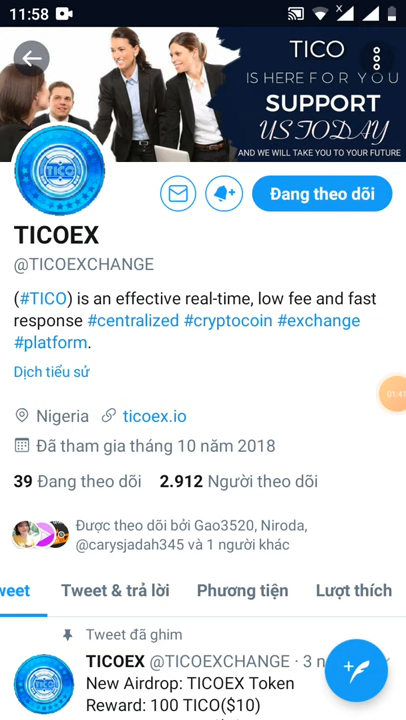 11:58
TICO
IS HERE FOR YOU
SUPPORT
US TODAY
AND WE WILL TAKE YOU TO YOUR FUTURE
TICO
Đang theo dõi
TICOEX
@TICOEXCHANGE
(#TICO) is an effective real-time, low fee and fast
response #centralized #cryptocoin #exchange
#platform.
Dịch tiểu sử
01:41
Nigeria ticoex.io
Đã tham gia tháng 10 năm 2018
39 Đang theo dõi 2.912 Người theo dõi
Được theo dõi bởi Gao3520, Niroda,
@carysjadah345 và 1 người khác
weet Tweet & trả lời Phương tiện Lượt thích
Tweet đã ghim
TICOEX @TICOEXCHANGE · 3 n
New Airdrop: TICOEX Token
Reward: 100 TICO($10)
TICO